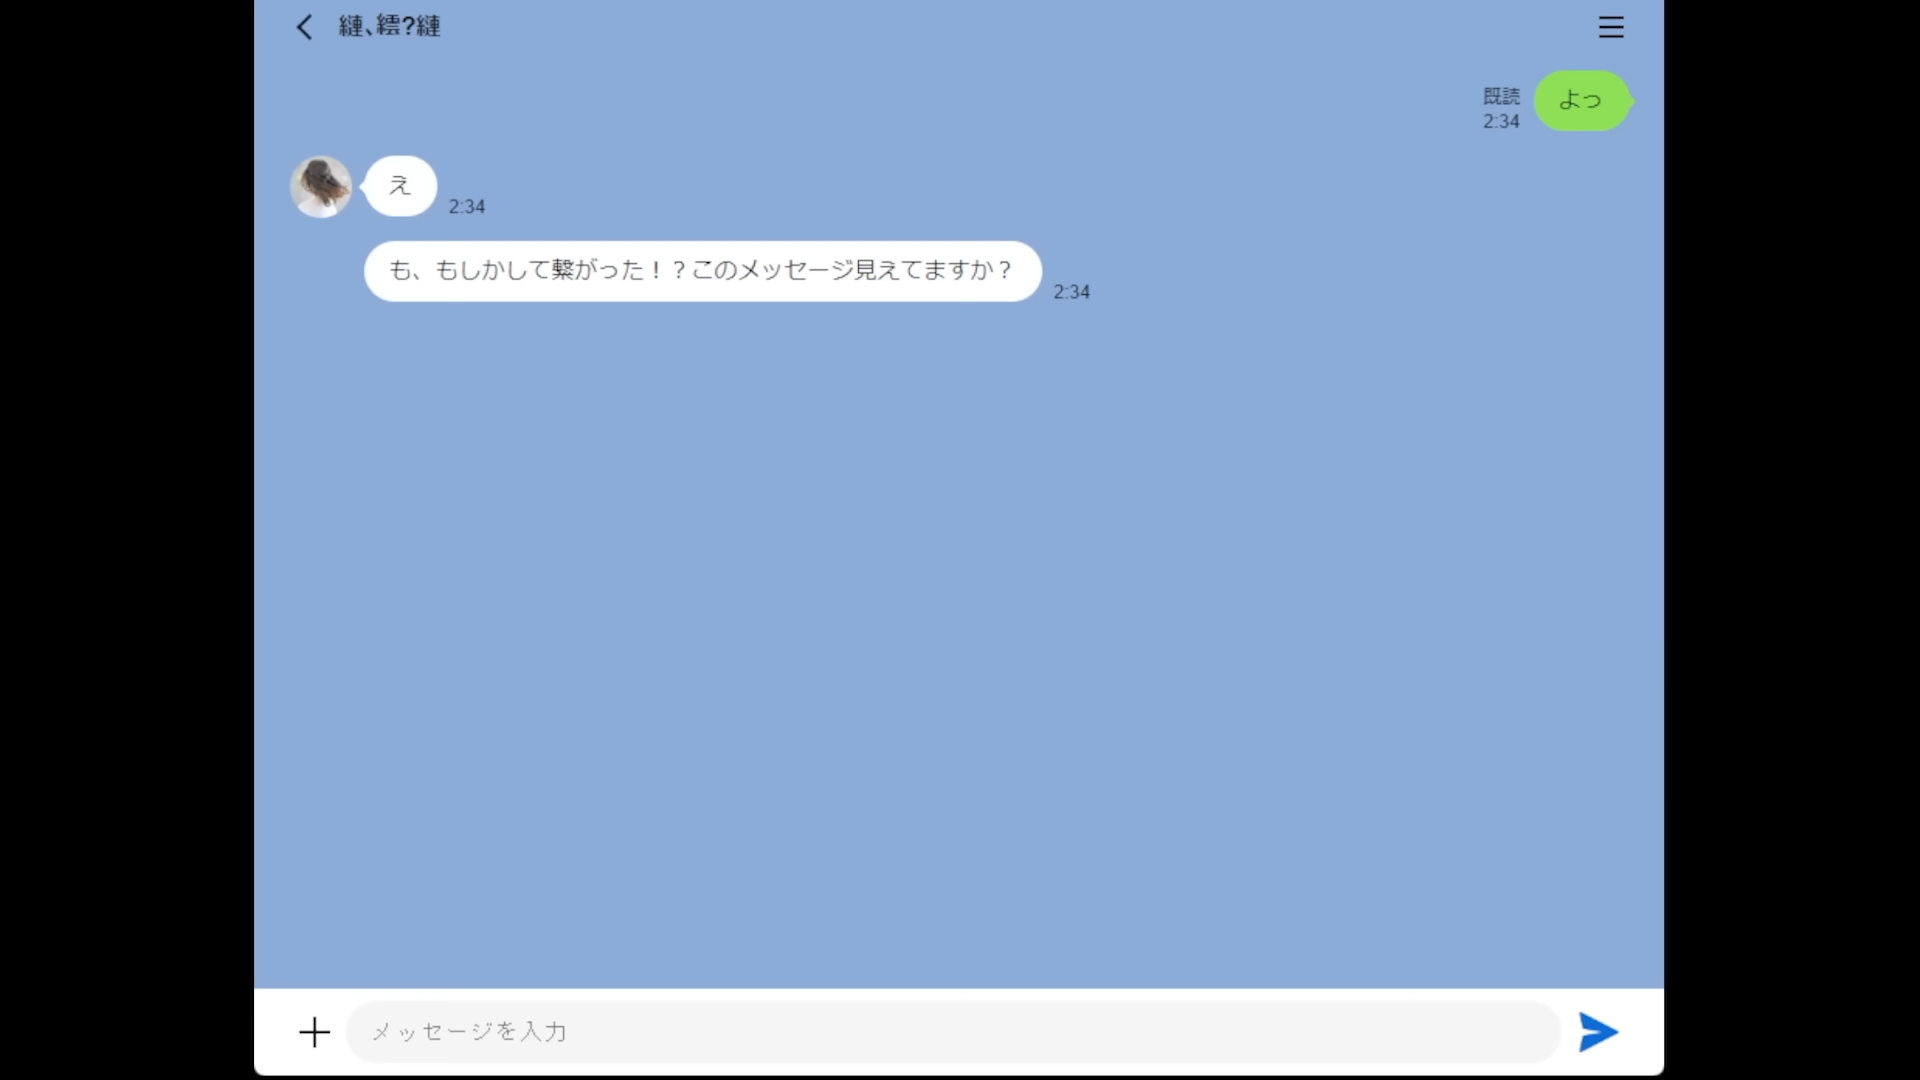 縺、繧?縺
よっ
既読
2:34
え
2:34
も、もしかして繋がった！？このメッセージ見えてますか？
2:34
メッセージを入力